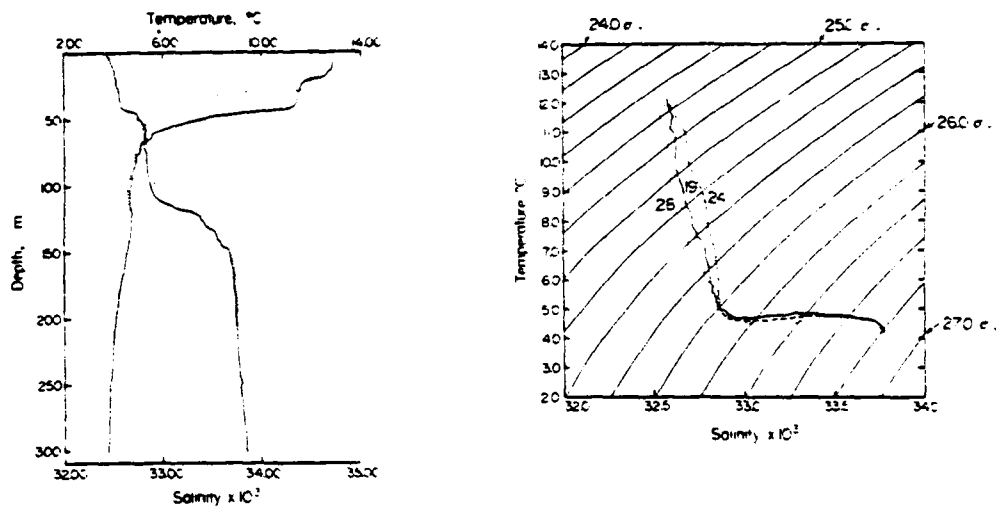 Temperature, °C
2.00 6.00 10.00 14.00
50
100
150
200
250
300
Depth, m
32.00 33.00 34.00 35.00
Salinity x 10³
24.0 σ 25.0 σ
26.0 σ
27.0 σ
14.0
13.0
12.0
11.0
10.0
9.0
8.0
7.0
6.0
5.0
4.0
3.0
2.0
Temperature °C
19
24
26
32.0 32.5 33.0 33.5 34.0
Salinity x 10³